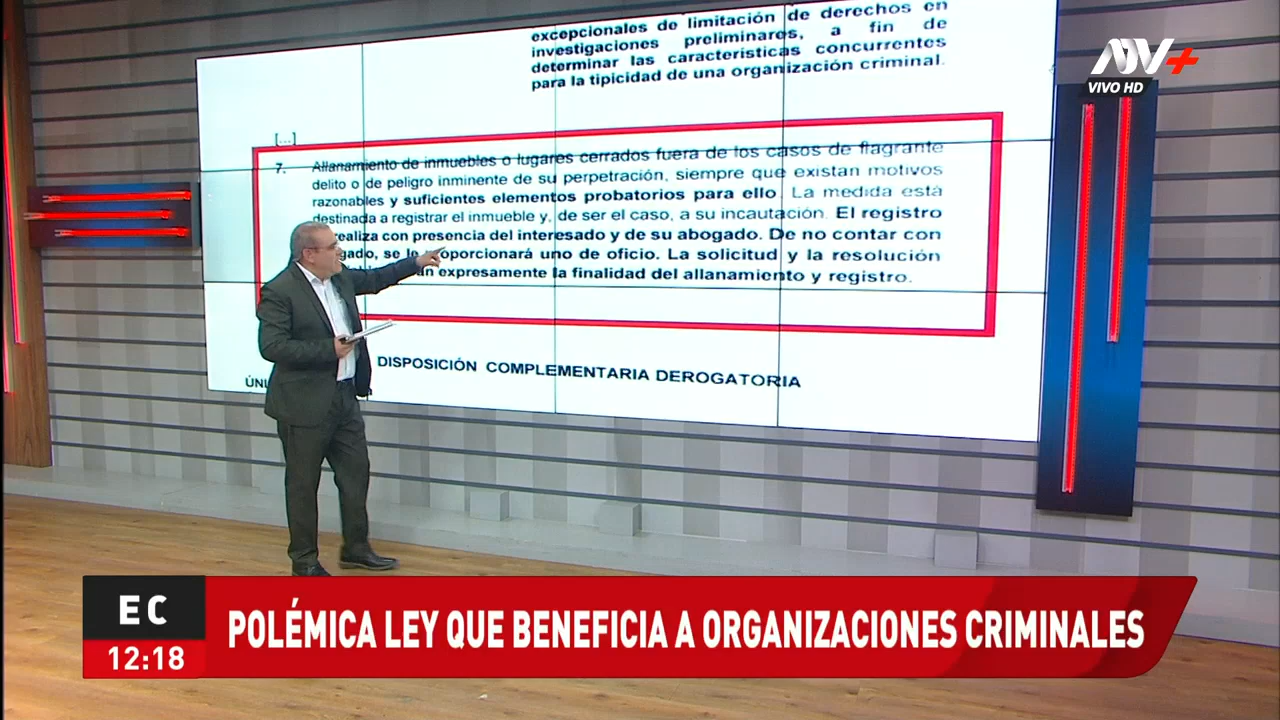 excepcionales de limitación de derechos en
investigaciones preliminares, a fin de
determinar las características concurrentes
para la tipicidad de una organización criminal.
ATV+
VIVO HD
[...]
7. Allanamiento de inmuebles o lugares cerrados fuera de los casos de flagrante
delito o de peligro inminente de su perpetración, siempre que existan motivos
razonables y suficientes elementos probatorios para ello. La medida está
destinada a registrar el inmueble y, de ser el caso, a su incautación. El registro
realiza con presencia del interesado y de su abogado. De no contar con
se le proporcionará uno de oficio. La solicitud y la resolución
expresamente la finalidad del allanamiento y registro.
DISPOSICIÓN COMPLEMENTARIA DEROGATORIA
EC
12:18
POLÉMICA LEY QUE BENEFICIA A ORGANIZACIONES CRIMINALES